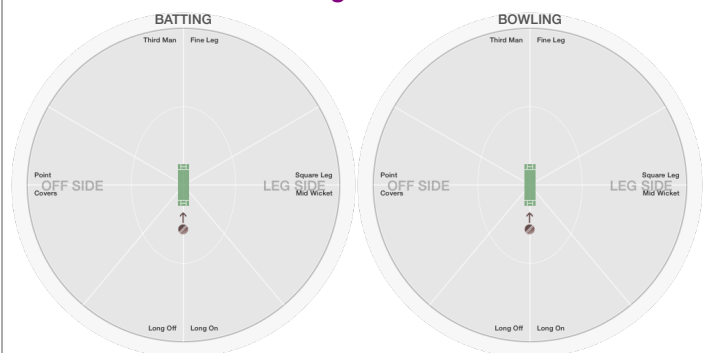 BATTING
Third Man Fine Leg
Point
OFF SIDE
Covers
Square Leg
LEG SIDE
Mid Wicket
Long Off Long On
BOWLING
Third Man Fine Leg
Point
OFF SIDE
Covers
Square Leg
LEG SIDE
Mid Wicket
Long Off Long On